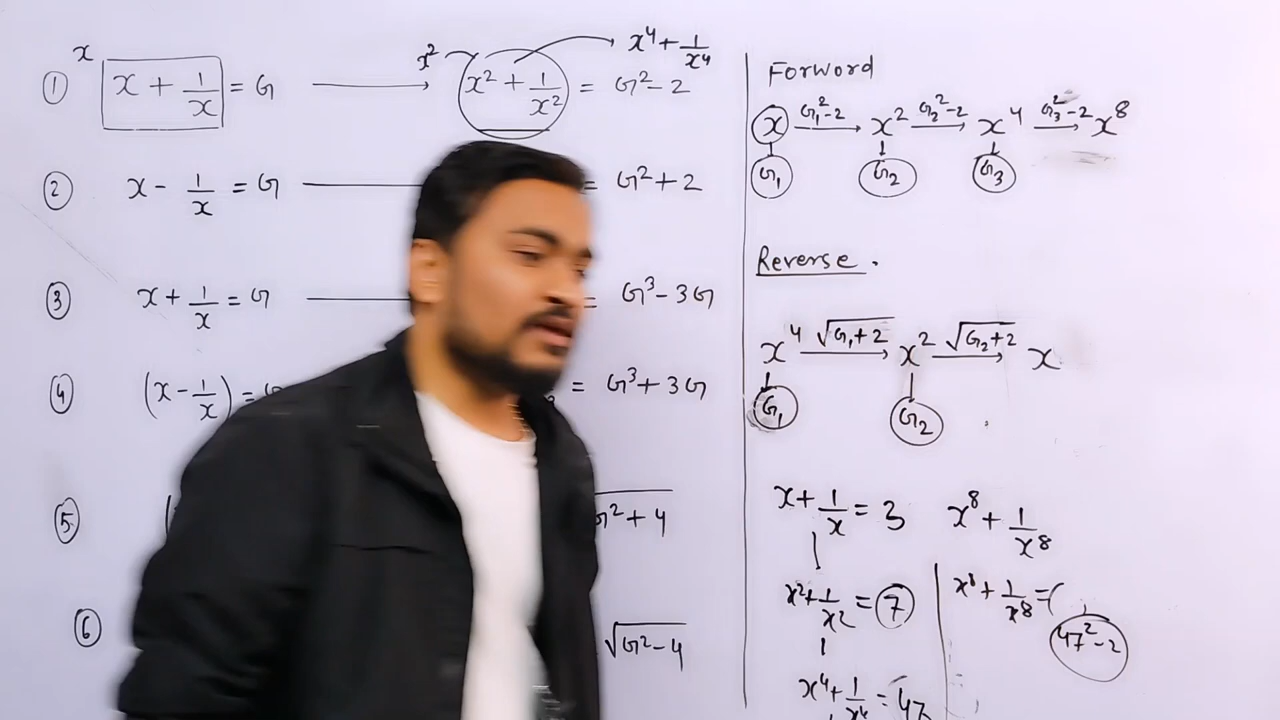 x
① x + 1/x = G → x² x² + 1/x² = G² - 2 → x⁴ + 1/x⁴
② x - 1/x = G = G² + 2
③ x + 1/x = G = G³ - 3G
④ (x - 1/x) = = G³ + 3G
⑤ G² + 4
⑥ √G² - 4
Forword
x G₁² - 2 → x² G₂² - 2 → x⁴ G₃² - 2 → x⁸
G₁ G₂ G₃
Reverse.
x⁴ √G₁ + 2 → x² √G₂ + 2 → x
G₁ G₂
x + 1/x = 3 x⁸ + 1/x⁸
x² + 1/x² = 7
x⁴ + 1/x⁴ = 47
x⁸ + 1/x⁸ = (
47² - 2